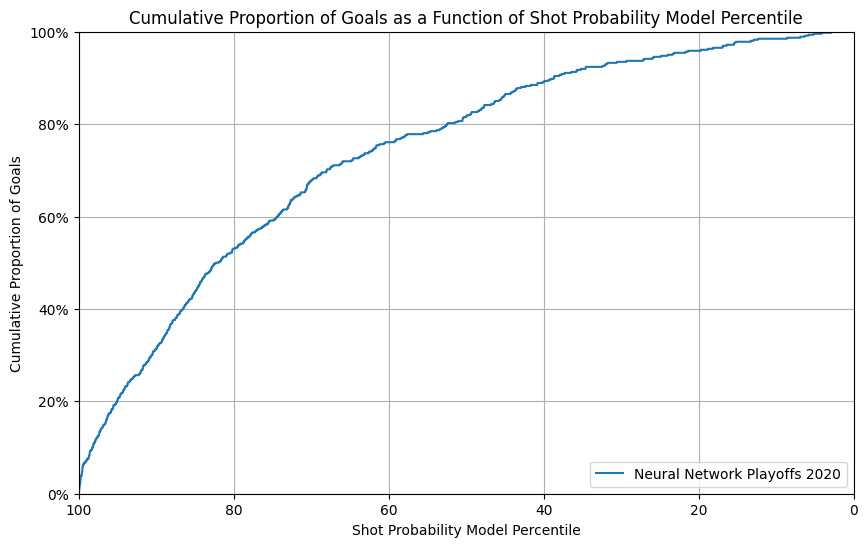 Cumulative Proportion of Goals as a Function of Shot Probability Model Percentile
100%
80%
60%
40%
20%
0%
Cumulative Proportion of Goals
100 80 60 40 20 0
Shot Probability Model Percentile
Neural Network Playoffs 2020